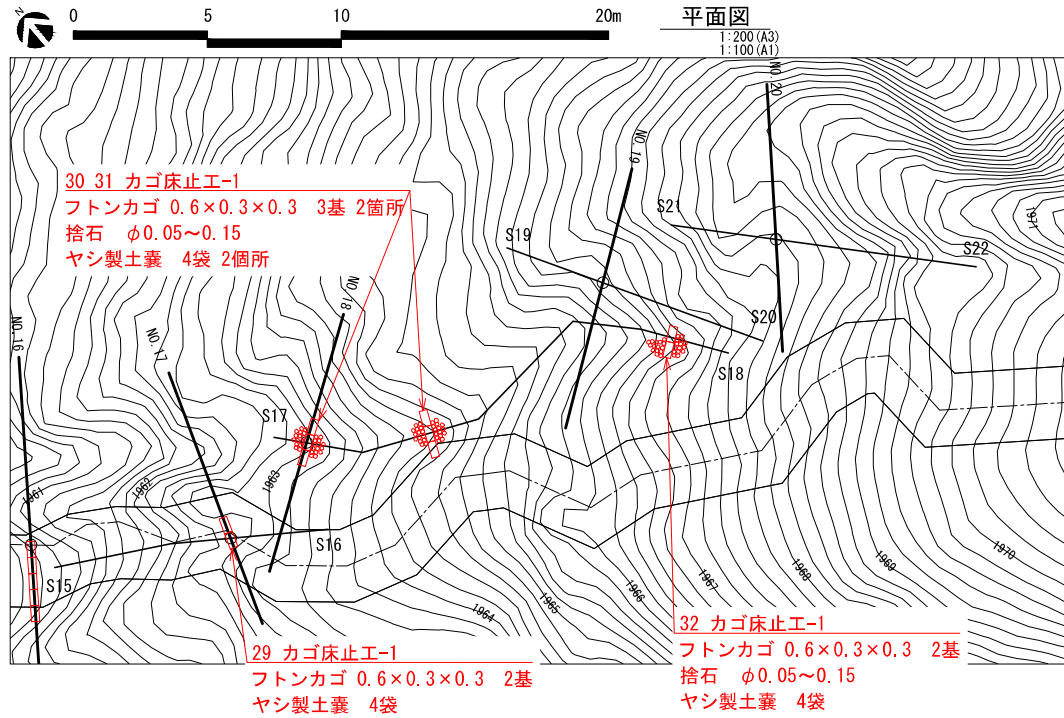 0 5 10 20m
平面図
1:200(A3)
1:100(A1)
NO.20
NO.19
1971
30 31 カゴ床止工-1
フトンカゴ 0.6×0.3×0.3 3基 2箇所
捨石 φ0.05～0.15
ヤシ製土嚢 4袋 2個所
S21
S19
S22
NO.18
NO.16
NO.17
S20
S18
S17
1963
1962
1961
S16
S15
1970
1969
1968
1967
1966
1965
1964
32 カゴ床止工-1
フトンカゴ 0.6×0.3×0.3 2基
捨石 φ0.05～0.15
ヤシ製土嚢 4袋
29 カゴ床止工-1
フトンカゴ 0.6×0.3×0.3 2基
ヤシ製土嚢 4袋